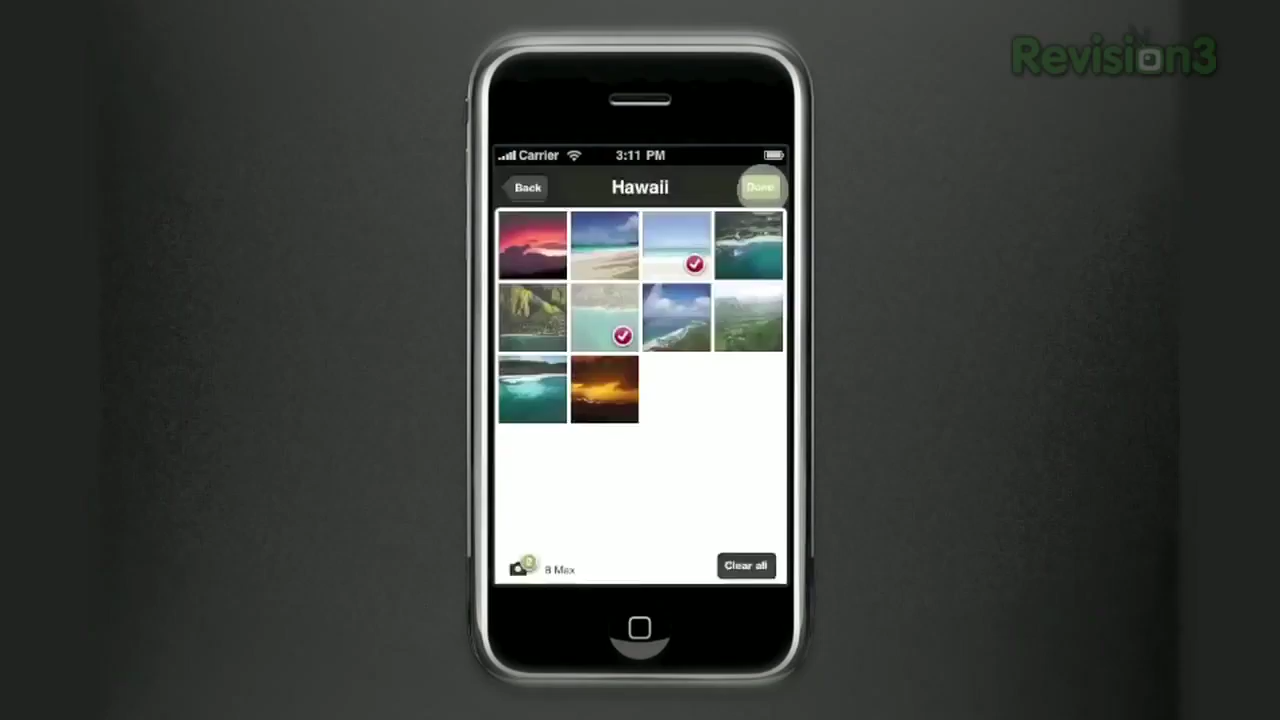 Revision3
Carrier
3:11 PM
Back
Hawaii
Done
8 Max
Clear all